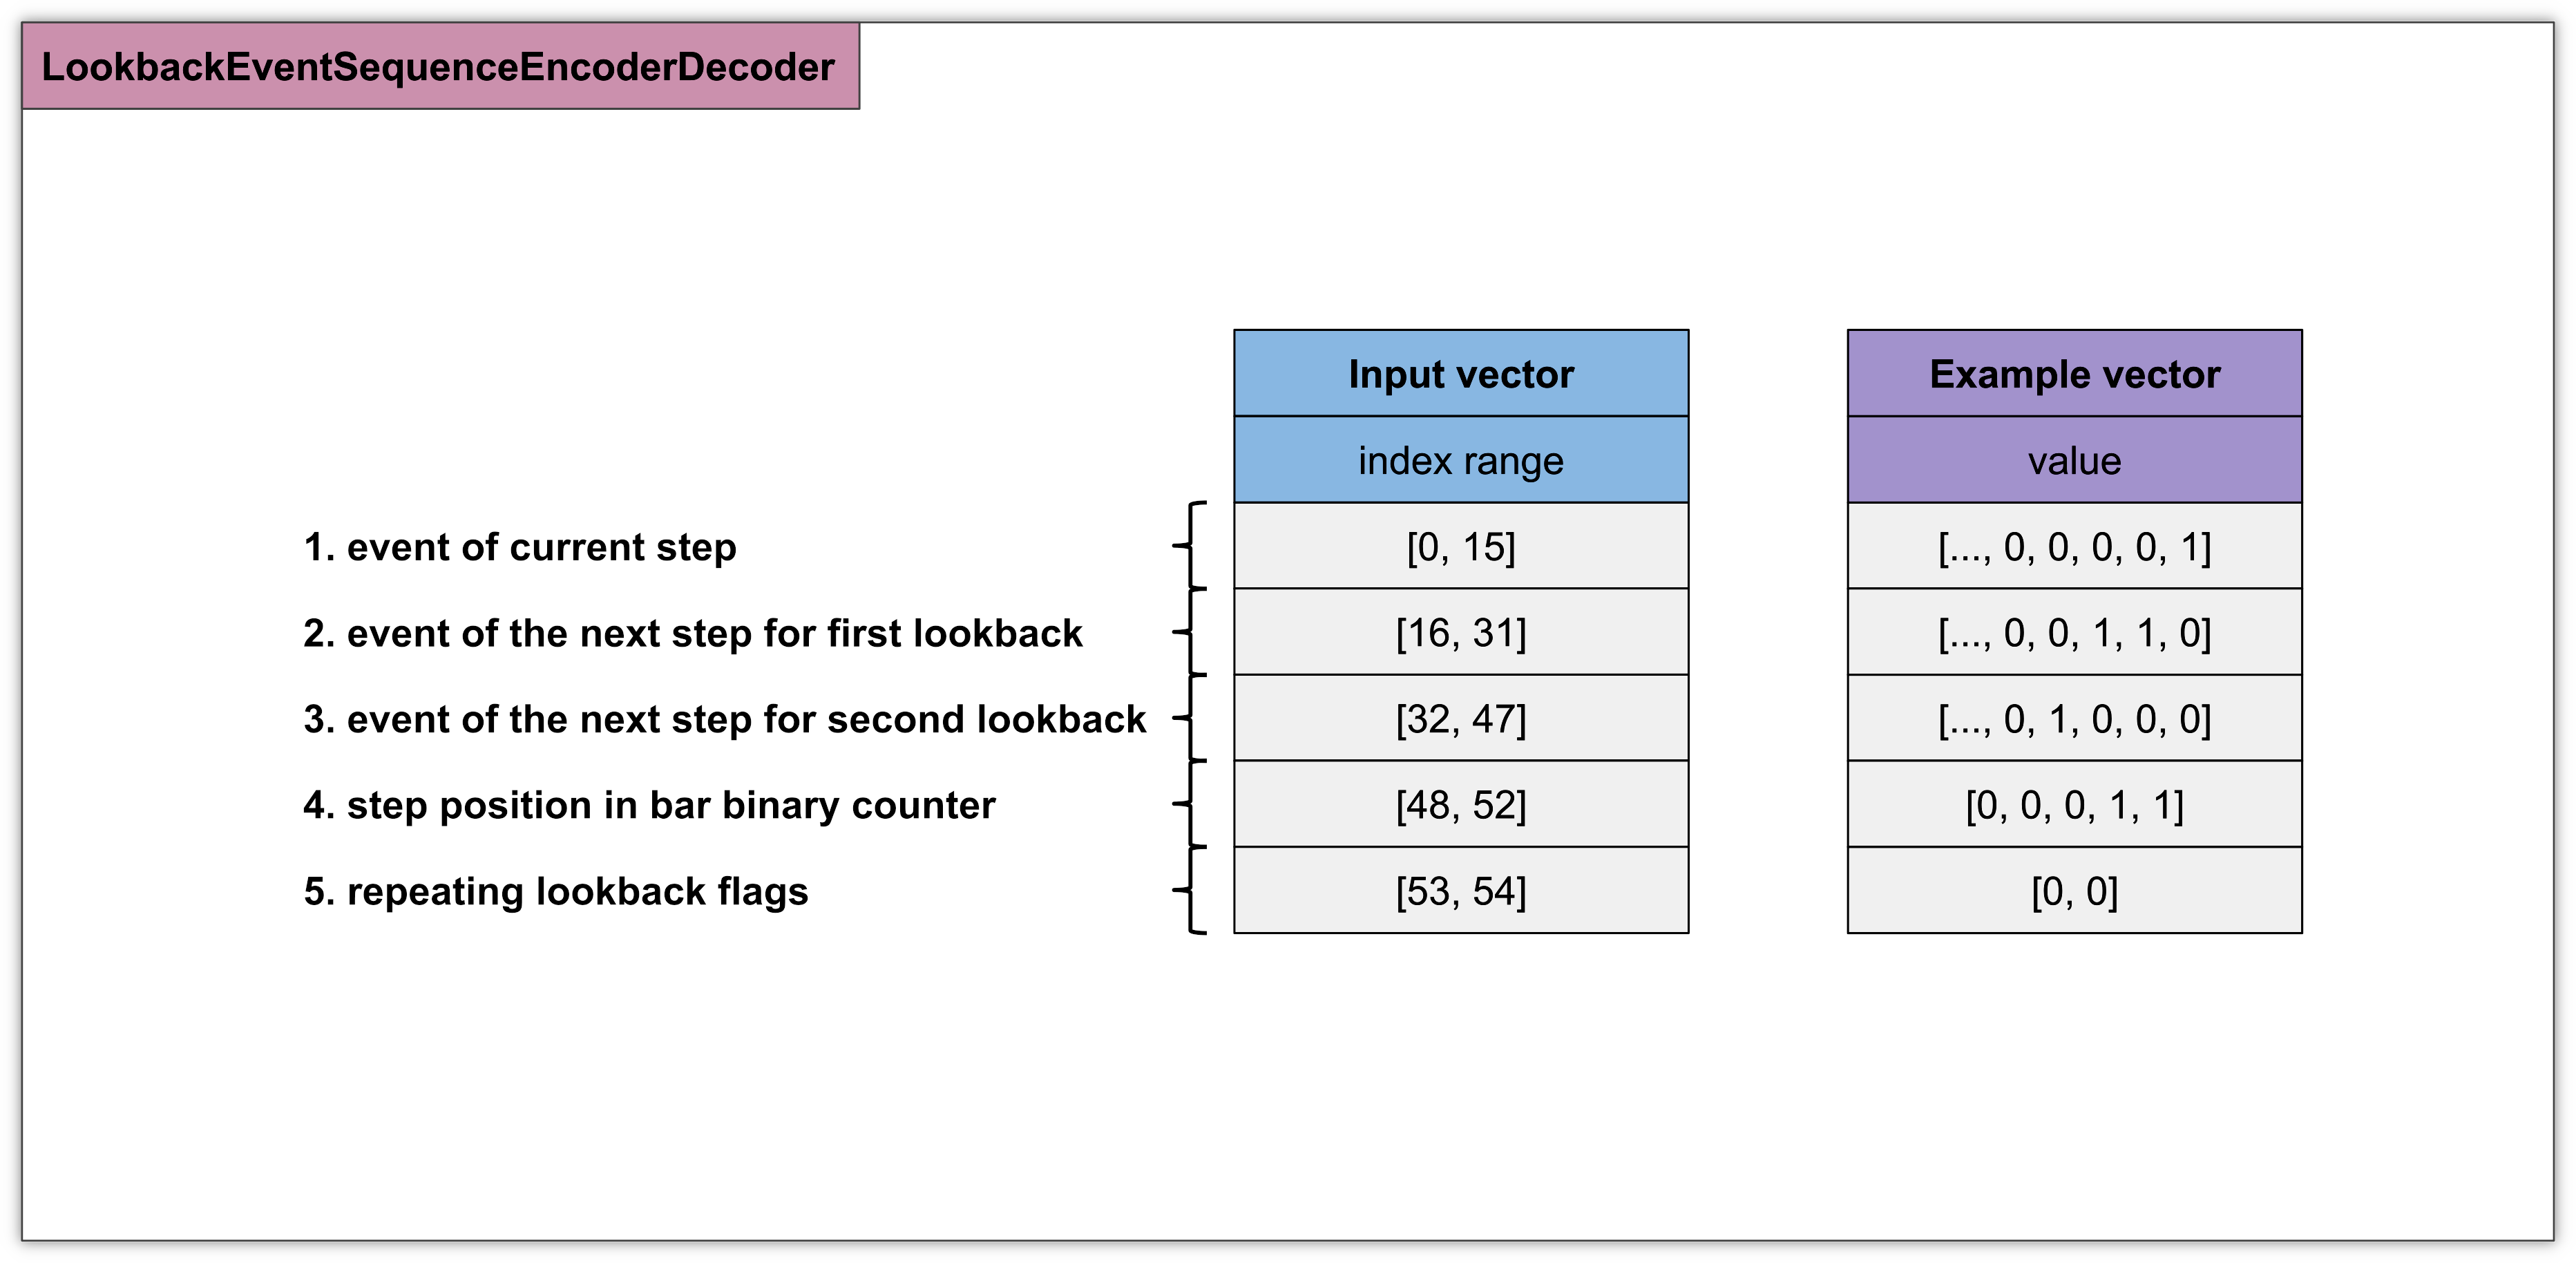 LookbackEventSequenceEncoderDecoder
Input vector
Example vector
index range
value
1. event of current step
[0, 15]
[..., 0, 0, 0, 0, 1]
2. event of the next step for first lookback
[16, 31]
[..., 0, 0, 1, 1, 0]
3. event of the next step for second lookback
[32, 47]
[..., 0, 1, 0, 0, 0]
4. step position in bar binary counter
[48, 52]
[0, 0, 0, 1, 1]
5. repeating lookback flags
[53, 54]
[0, 0]